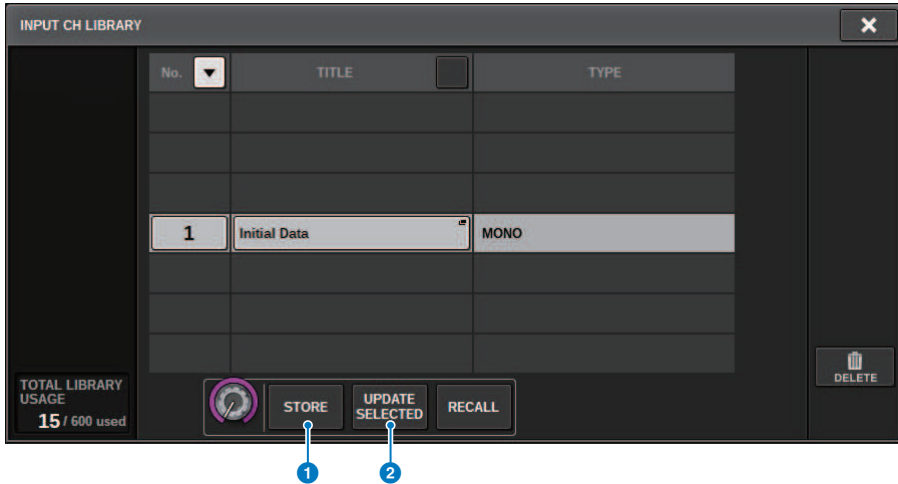 INPUT CH LIBRARY
No. TITLE TYPE
1 Initial Data MONO
TOTAL LIBRARY
USAGE
15 / 600 used
STORE
UPDATE
SELECTED
RECALL
DELETE
1 2